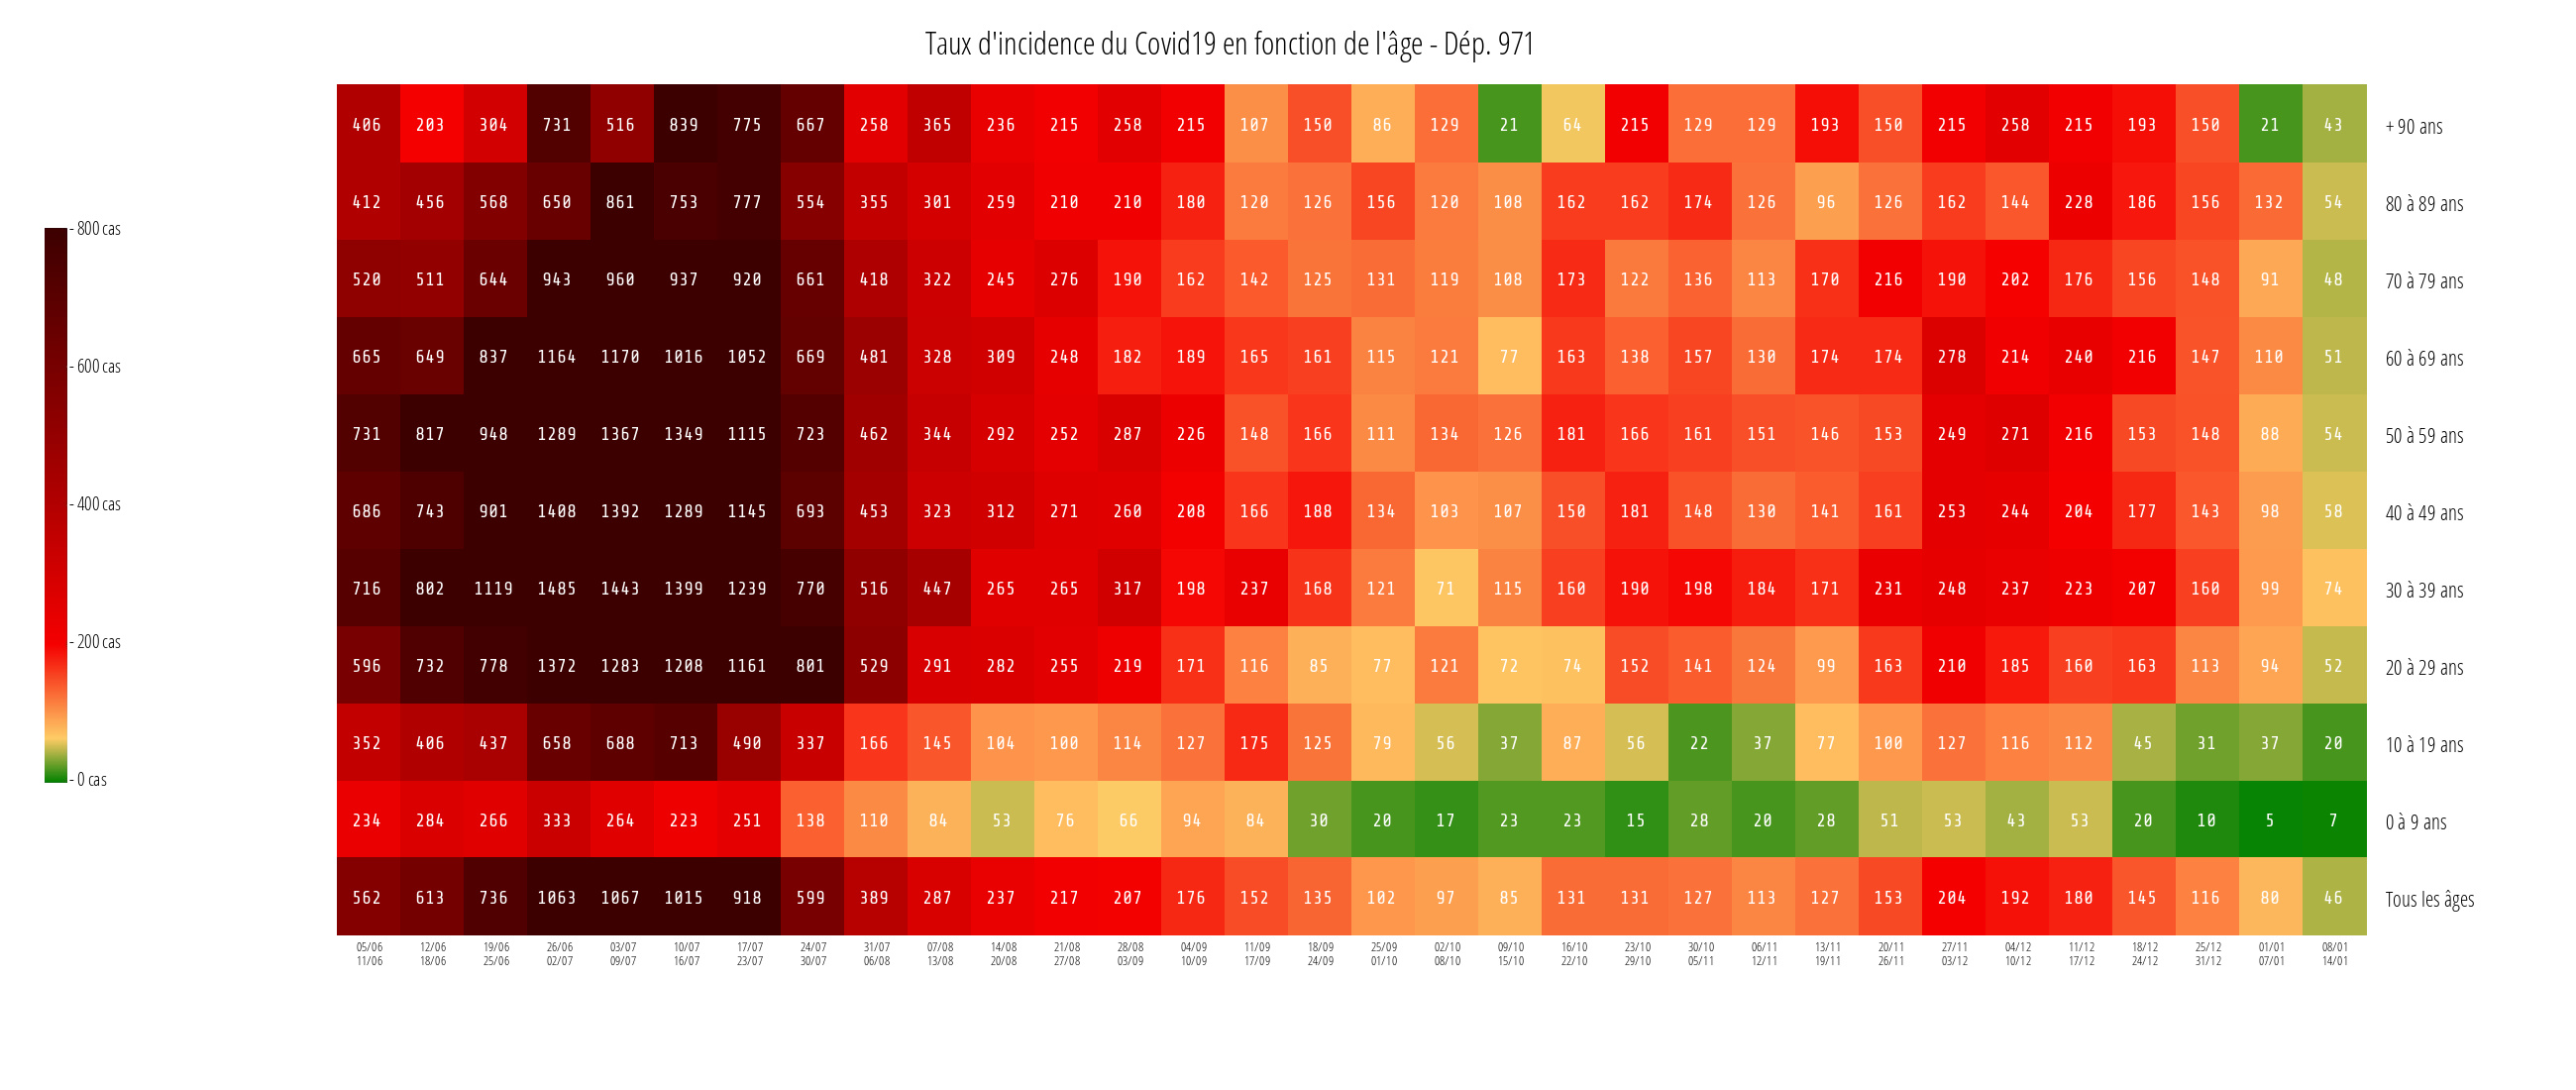 Taux d'incidence du Covid19 en fonction de l'âge - Dép. 971
- 800 cas
- 600 cas
- 400 cas
- 200 cas
- 0 cas
406 203 304 731 516 839 775 667 258 365 236 215 258 215 107 150 86 129 21 64 215 129 129 193 150 215 258 215 193 150 21 43 + 90 ans
412 456 568 650 861 753 777 554 355 301 259 210 210 180 120 126 156 120 108 162 162 174 126 96 126 162 144 228 186 156 132 54 80 à 89 ans
520 511 644 943 960 937 920 661 418 322 245 276 190 162 142 125 131 119 108 173 122 136 113 170 216 190 202 176 156 148 91 48 70 à 79 ans
665 649 837 1164 1170 1016 1052 669 481 328 309 248 182 189 165 161 115 121 77 163 138 157 130 174 174 278 214 240 216 147 110 51 60 à 69 ans
731 817 948 1289 1367 1349 1115 723 462 344 292 252 287 226 148 166 111 134 126 181 166 161 151 146 153 249 271 216 153 148 88 54 50 à 59 ans
686 743 901 1408 1392 1289 1145 693 453 323 312 271 260 208 166 188 134 103 107 150 181 148 130 141 161 253 244 204 177 143 98 58 40 à 49 ans
716 802 1119 1485 1443 1399 1239 770 516 447 265 265 317 198 237 168 121 71 115 160 190 198 184 171 231 248 237 223 207 160 99 74 30 à 39 ans
596 732 778 1372 1283 1208 1161 801 529 291 282 255 219 171 116 85 77 121 72 74 152 141 124 99 163 210 185 160 163 113 94 52 20 à 29 ans
352 406 437 658 688 713 490 337 166 145 104 100 114 127 175 125 79 56 37 87 56 22 37 77 100 127 116 112 45 31 37 20 10 à 19 ans
234 284 266 333 264 223 251 138 110 84 53 76 66 94 84 30 20 17 23 23 15 28 20 28 51 53 43 53 20 10 5 7 0 à 9 ans
562 613 736 1063 1067 1015 918 599 389 287 237 217 207 176 152 135 102 97 85 131 131 127 113 127 153 204 192 180 145 116 80 46 Tous les âges
05/06 12/06 19/06 26/06 03/07 10/07 17/07 24/07 31/07 07/08 14/08 21/08 28/08 04/09 11/09 18/09 25/09 02/10 09/10 16/10 23/10 30/10 06/11 13/11 20/11 27/11 04/12 11/12 18/12 25/12 01/01 08/01
11/06 18/06 25/06 02/07 09/07 16/07 23/07 30/07 06/08 13/08 20/08 27/08 03/09 10/09 17/09 24/09 01/10 08/10 15/10 22/10 29/10 05/11 12/11 19/11 26/11 03/12 10/12 17/12 24/12 31/12 07/01 14/01